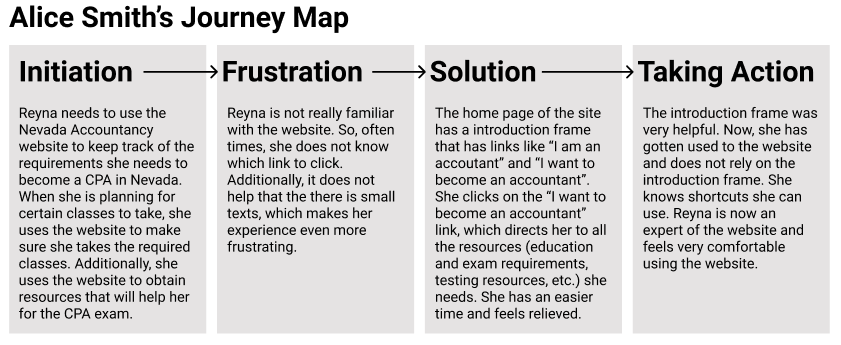 Alice Smith's Journey Map
Initiation
Reyna needs to use the
Nevada Accountancy
website to keep track of the
requirements she needs to
become a CPA in Nevada.
When she is planning for
certain classes to take, she
uses the website to make
sure she takes the required
classes. Additionally, she
uses the website to obtain
resources that will help her
for the CPA exam.
Frustration
Reyna is not really familiar
with the website. So, often
times, she does not know
which link to click.
Additionally, it does not
help that the there is small
texts, which makes her
experience even more
frustrating.
Solution
The home page of the site
has a introduction frame
that has links like “I am an
accoutant” and “I want to
become an accountant”.
She clicks on the “I want to
become an accountant”
link, which directs her to all
the resources (education
and exam requirements,
testing resources, etc.) she
needs. She has an easier
time and feels relieved.
Taking Action
The introduction frame was
very helpful. Now, she has
gotten used to the website
and does not rely on the
introduction frame. She
knows shortcuts she can
use. Reyna is now an
expert of the website and
feels very comfortable
using the website.